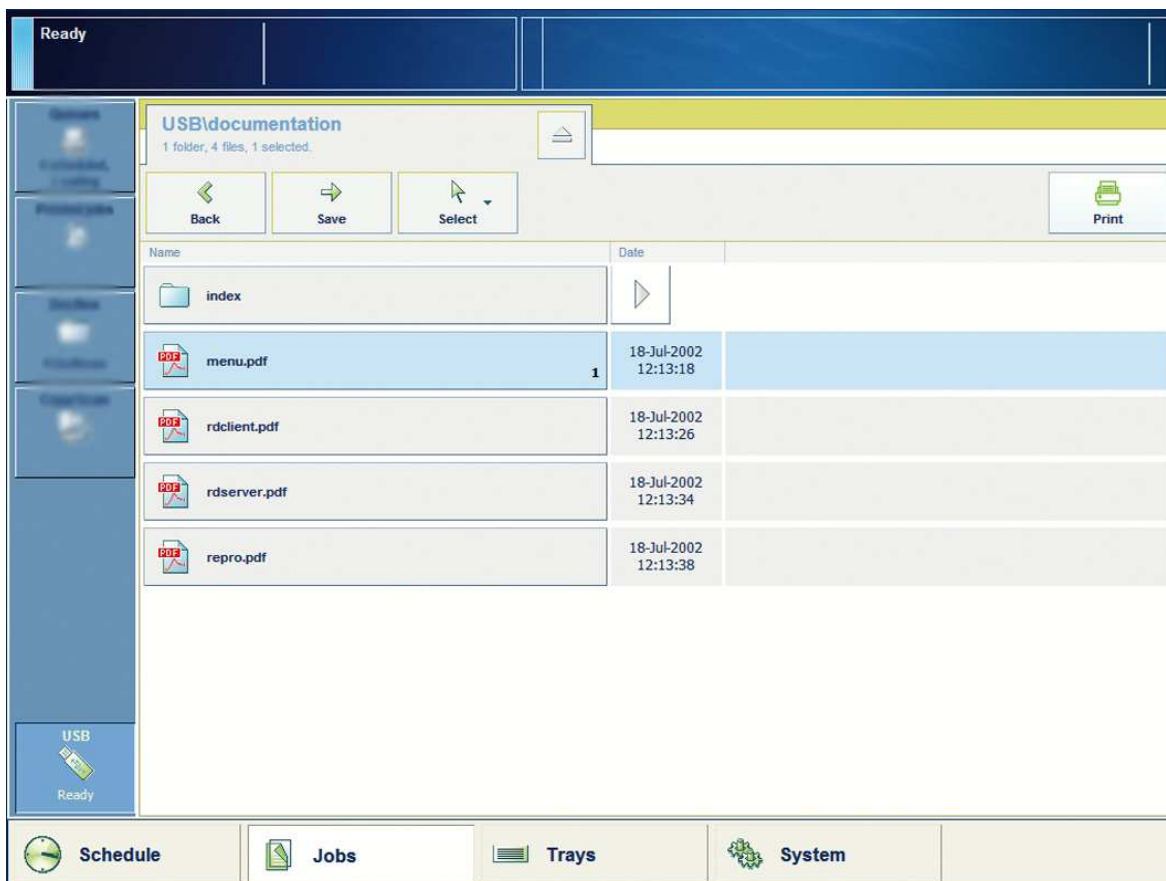 Ready
USB\documentation
1 folder, 4 files, 1 selected.
Back
Save
Select
Print
Name
Date
index
menu.pdf
1
18-Jul-2002
12:13:18
rdclient.pdf
18-Jul-2002
12:13:26
rdserver.pdf
18-Jul-2002
12:13:34
repro.pdf
18-Jul-2002
12:13:38
USB
Ready
Schedule
Jobs
Trays
System